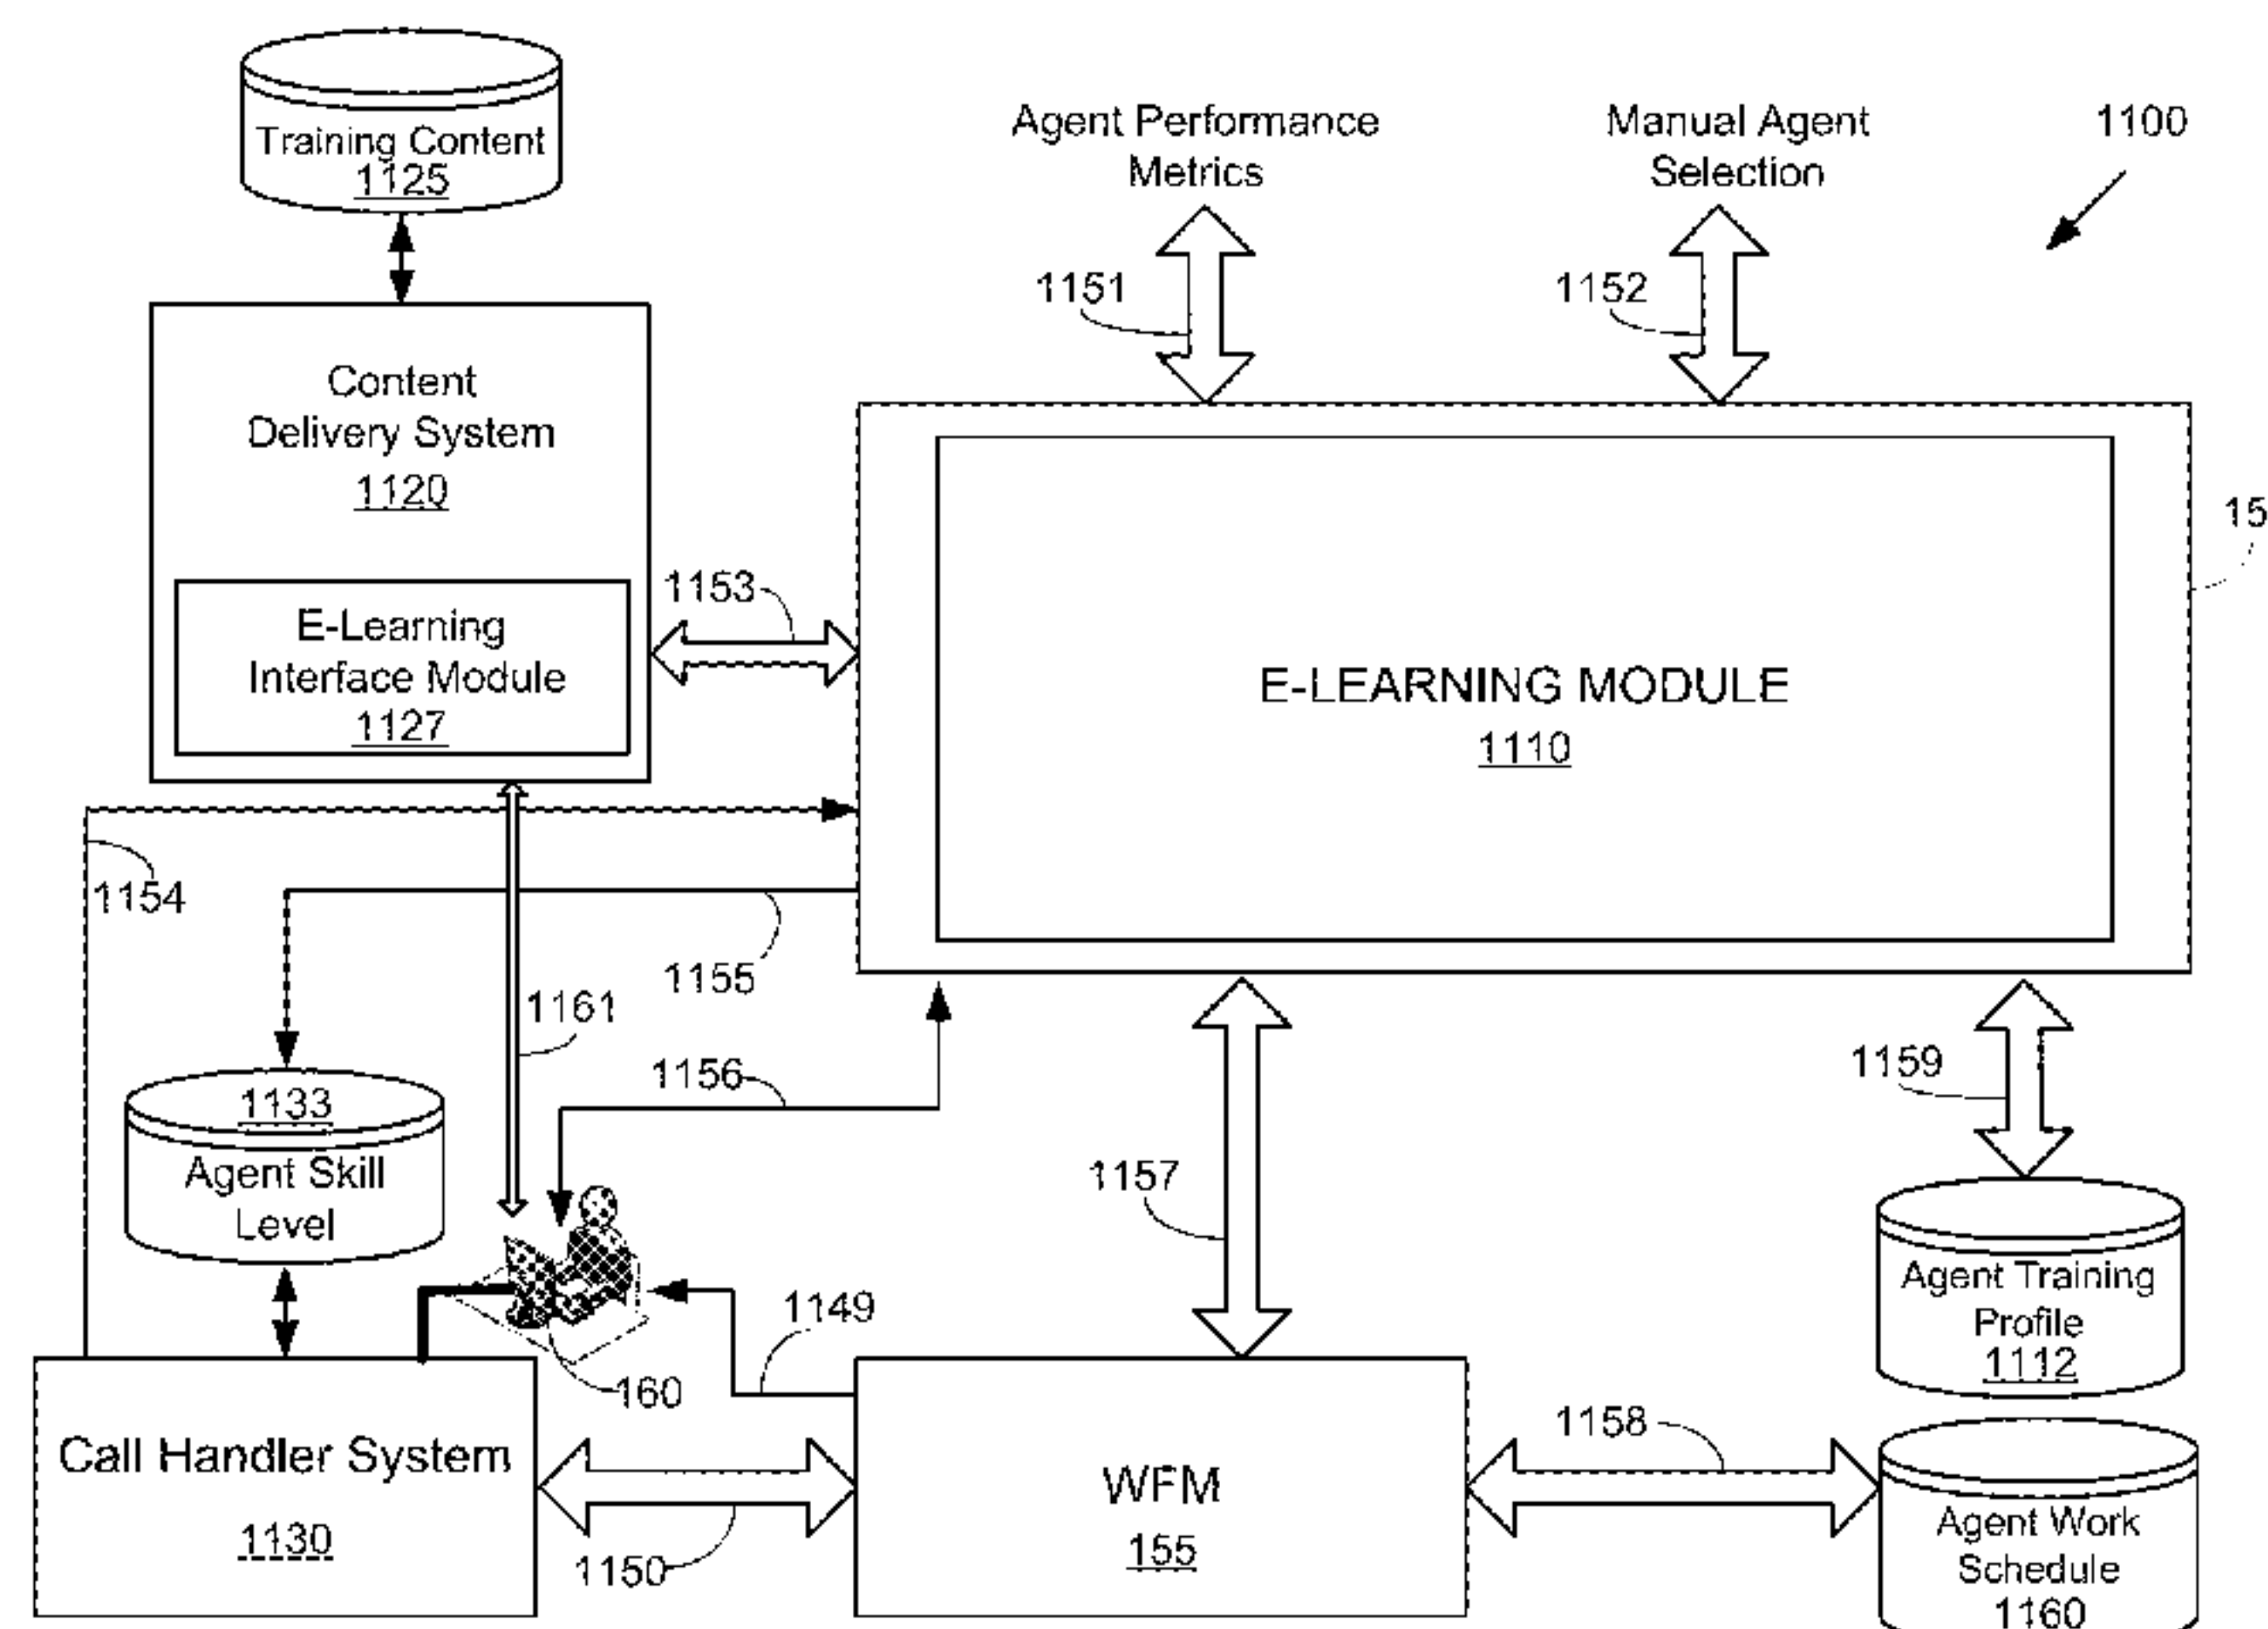 Training Content
1125
Agent Performance
Metrics
Manual Agent
Selection
1100
1151
1152
Content
Delivery System
1120
15
1153
E-Learning
Interface Module
1127
E-LEARNING MODULE
1110
1154
1155
1161
1156
1159
1133
Agent Skill
Level
1157
1149
Agent Training
Profile
1112
160
1158
Call Handler System
1130
WFM
155
1150
Agent Work
Schedule
1160